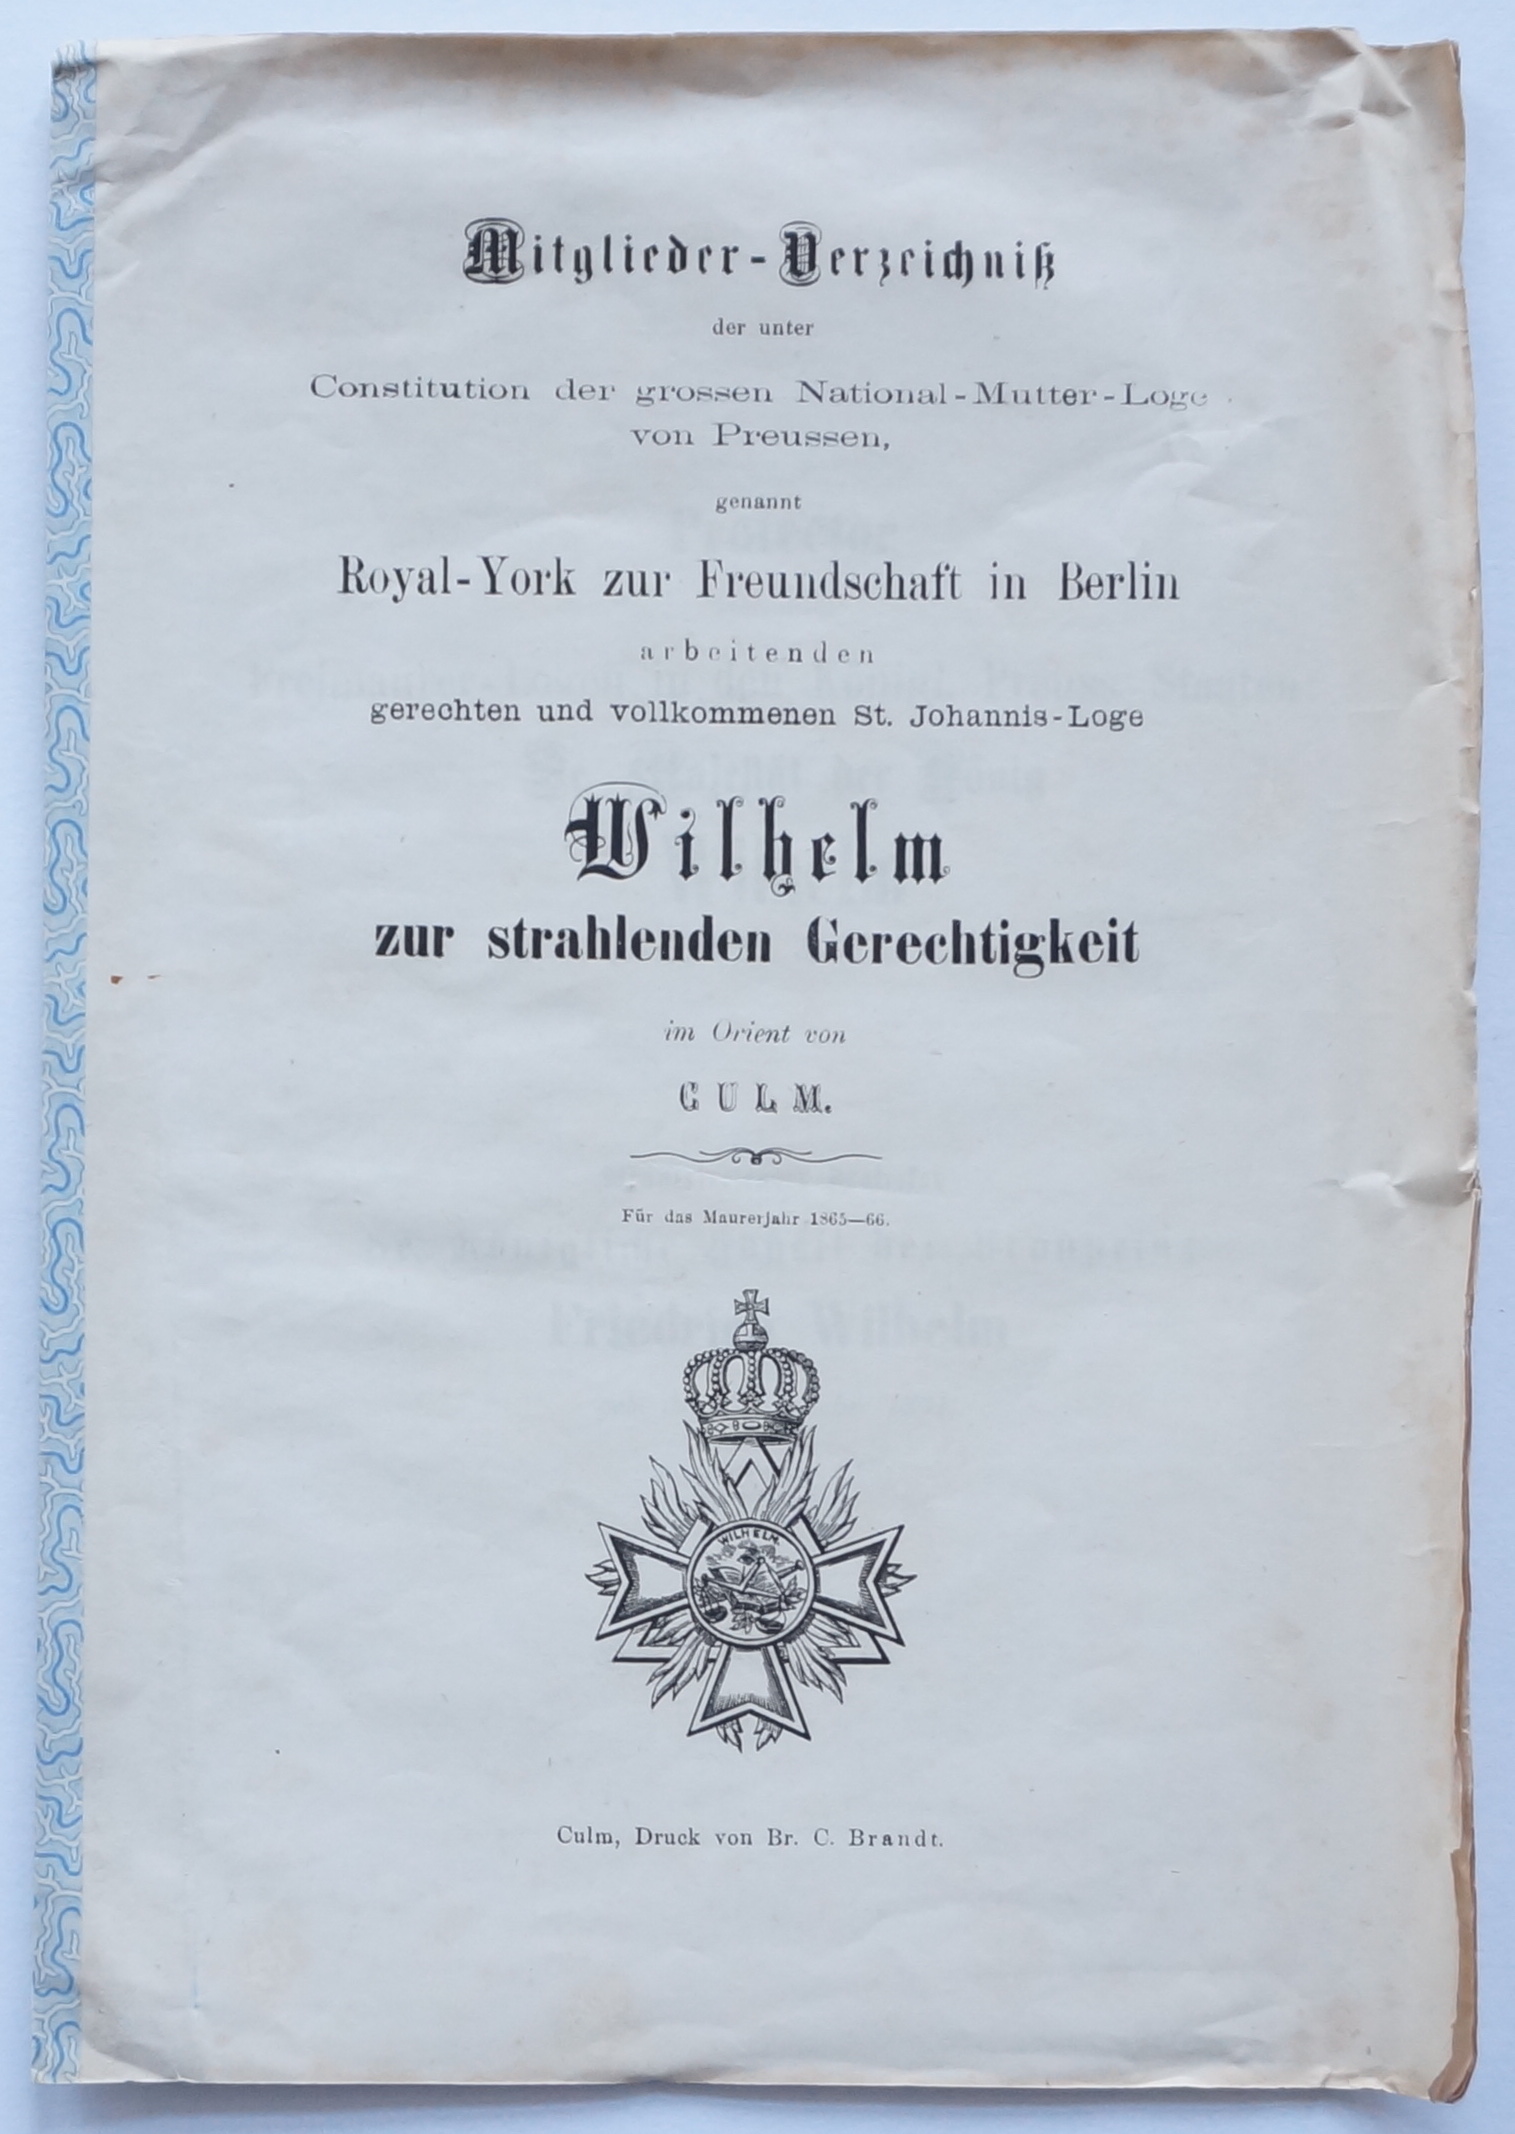 Mitglieder-Verzeichniß
der unter
Constitution der grossen National-Mutter-Loge
von Preussen,
genannt
Royal-York zur Freundschaft in Berlin
arbeitenden
gerechten und vollkommenen St. Johannis-Loge
Wilhelm
zur strahlenden Gerechtigkeit
im Orient von
CULM.
Für das Maurerjahr 1865—66.
WILHELM
Culm, Druck von Br. C. Brandt.